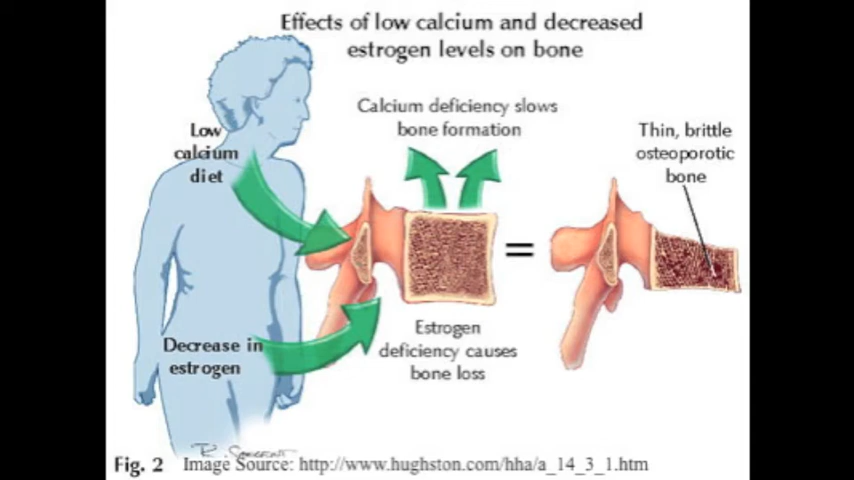 Effects of low calcium and decreased
estrogen levels on bone
Calcium deficiency slows
bone formation
Low
calcium
diet
Thin, brittle
osteoporotic
bone
=
Decrease in
estrogen
Estrogen
deficiency causes
bone loss
Fig. 2 Image Source: http://www.hughston.com/hha/a_14_3_1.htm